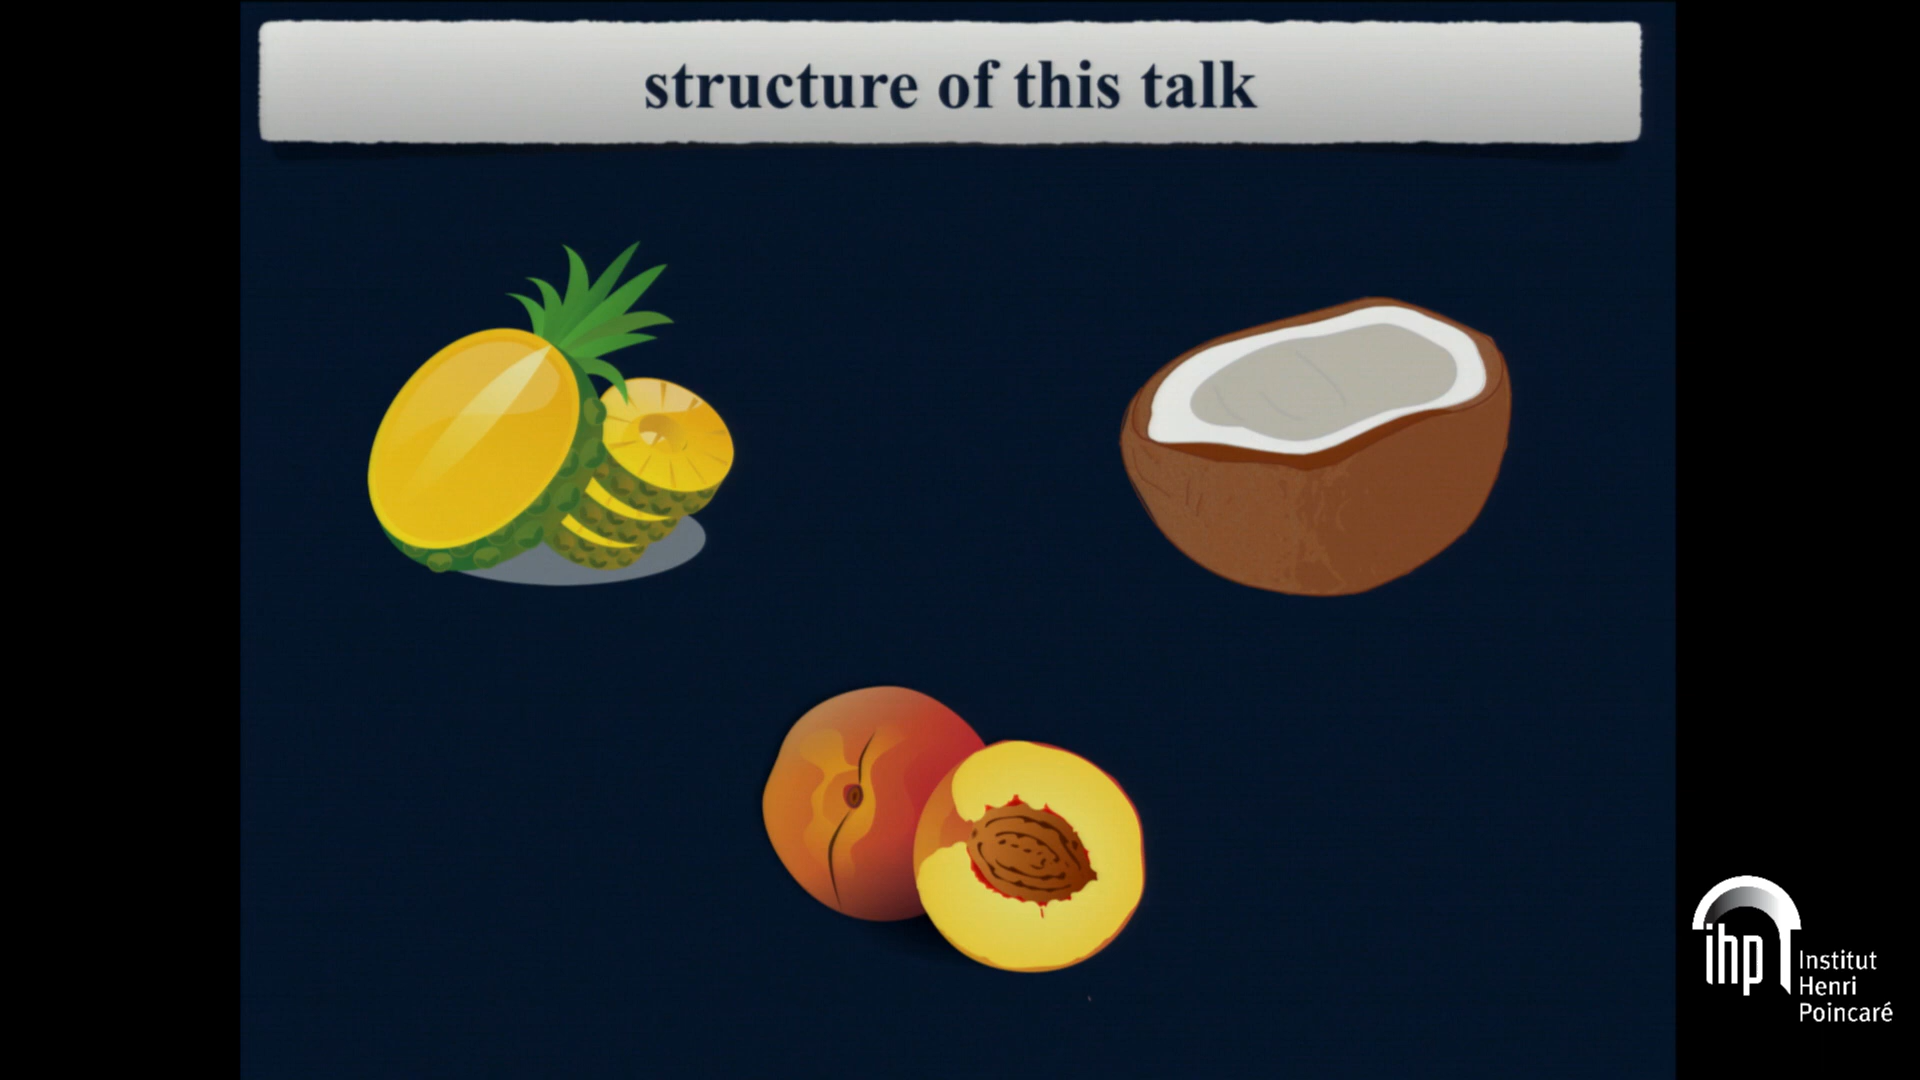 structure of this talk
ihp
Institut
Henri
Poincaré